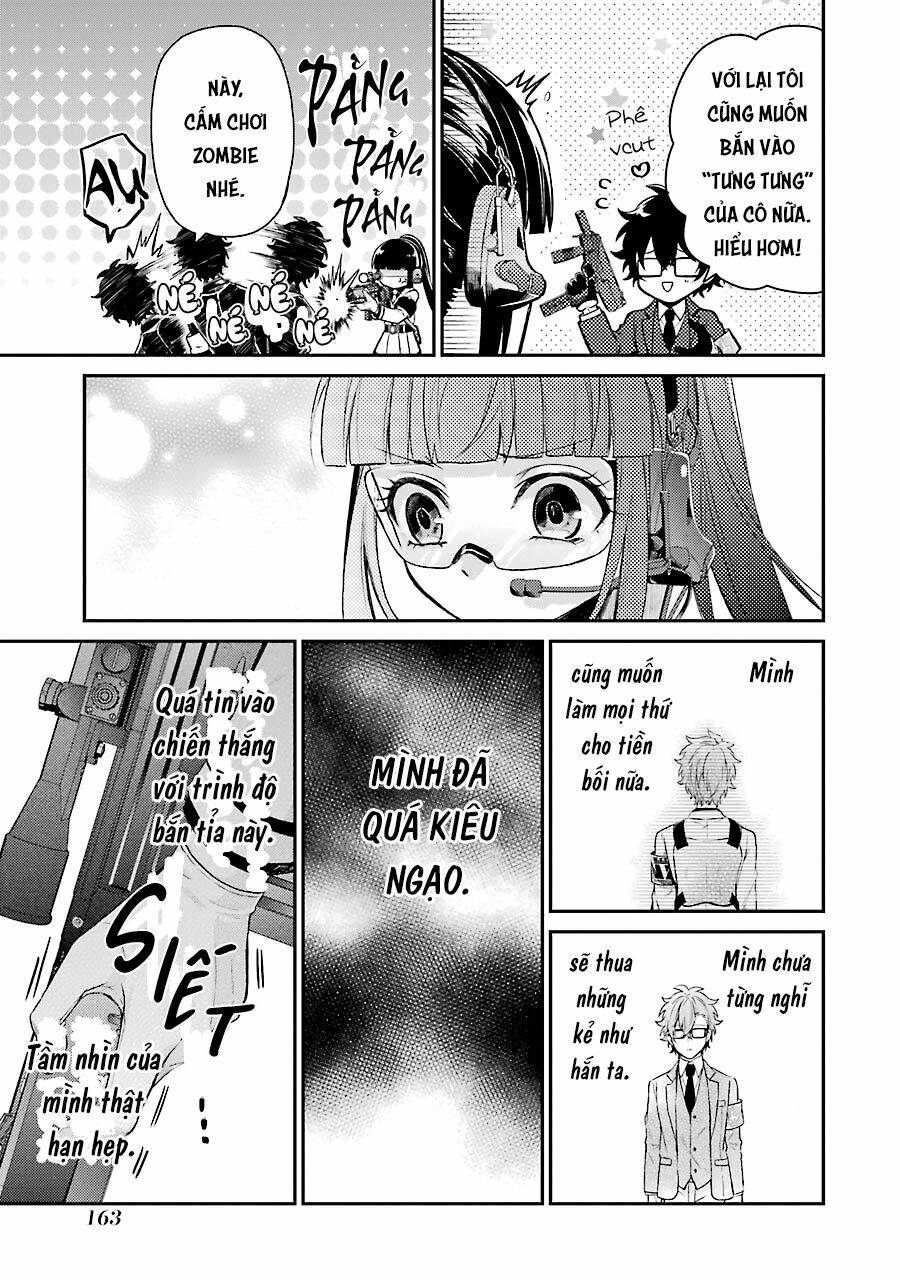 VỚI LẠI TÔI
CŨNG MUỐN
BẮN VÀO
“TƯNG TƯNG”
CỦA CÔ NỮA.
HIỂU HƠM!
Phê
vcut
PẰNG
PẰNG
PẰNG
NÀY,
CẤM CHƠI
ZOMBIE
NHÉ.
AU
NÉ
NÉ
NÉ
NÉ
Mình
cũng muốn
làm mọi thứ
cho tiền
bối nữa.
Mình chưa
từng nghĩ
sẽ thua
những
kẻ như
hắn ta.
MÌNH ĐÃ
QUÁ KIÊU
NGẠO.
Quá tin vào
chiến thắng
với trình độ
bắn tỉa này.
SIẾT
Tầm nhìn của
mình thật
hạn hẹp.
163